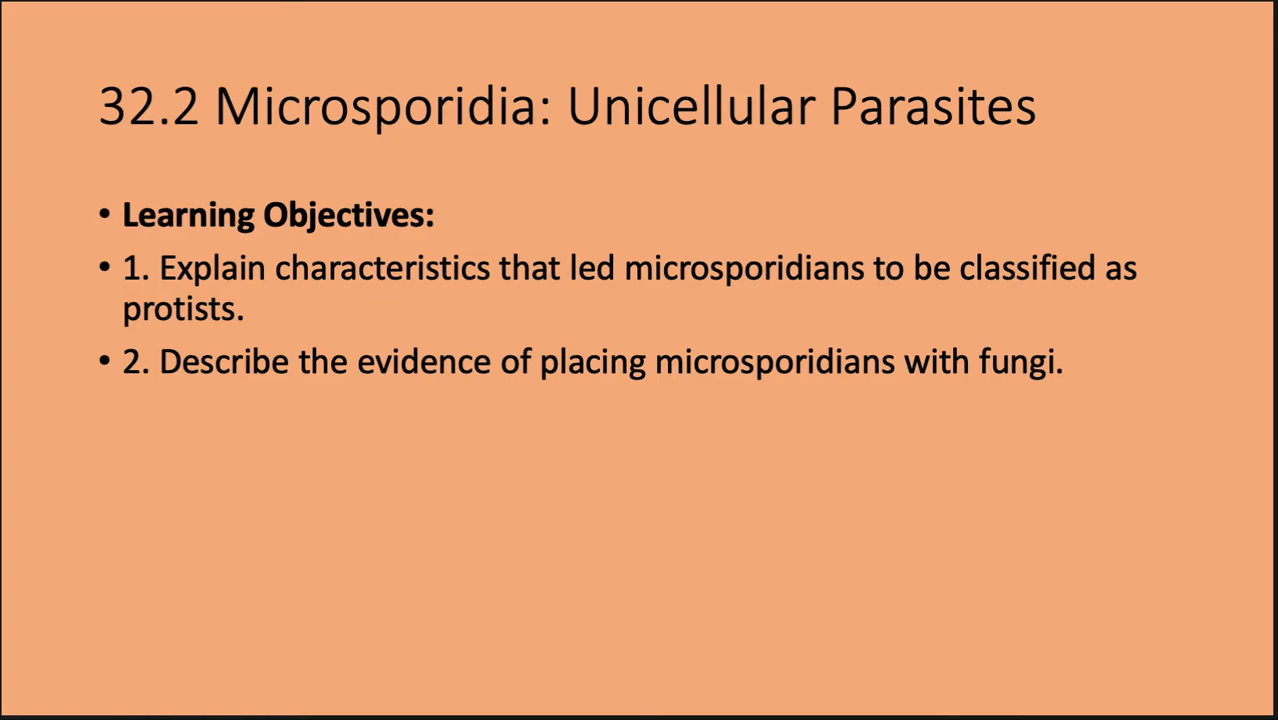 32.2 Microsporidia: Unicellular Parasites
• Learning Objectives:
• 1. Explain characteristics that led microsporidians to be classified as
protists.
• 2. Describe the evidence of placing microsporidians with fungi.